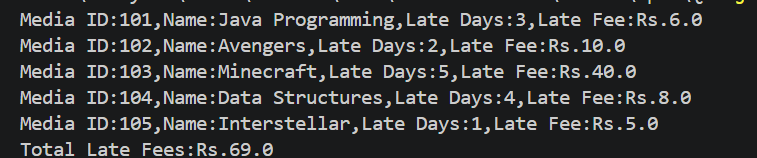 Media ID:101,Name:Java Programming,Late Days:3,Late Fee:Rs.6.0
Media ID:102,Name:Avengers,Late Days:2,Late Fee:Rs.10.0
Media ID:103,Name:Minecraft,Late Days:5,Late Fee:Rs.40.0
Media ID:104,Name:Data Structures,Late Days:4,Late Fee:Rs.8.0
Media ID:105,Name:Interstellar,Late Days:1,Late Fee:Rs.5.0
Total Late Fees:Rs.69.0